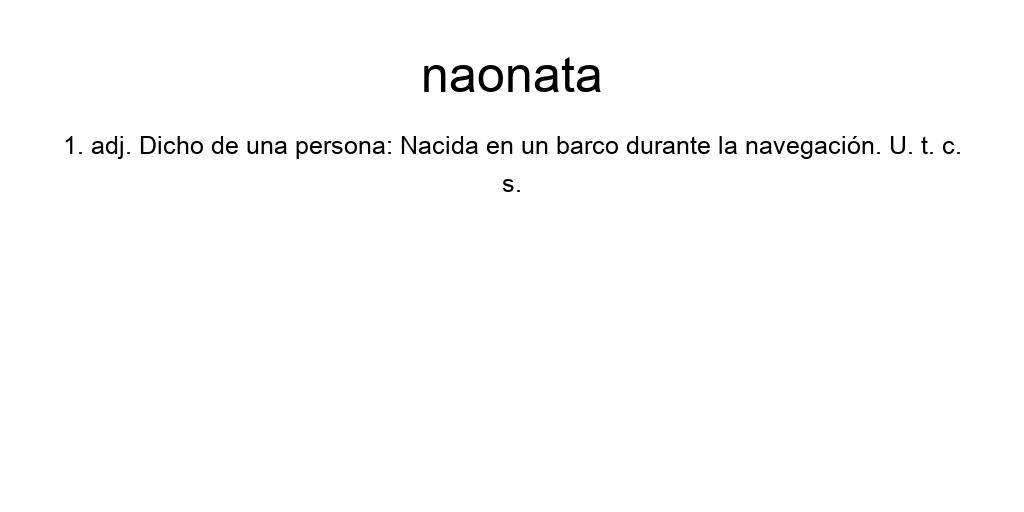 naonata
1. adj. Dicho de una persona: Nacida en un barco durante la navegación. U. t. c.
s.